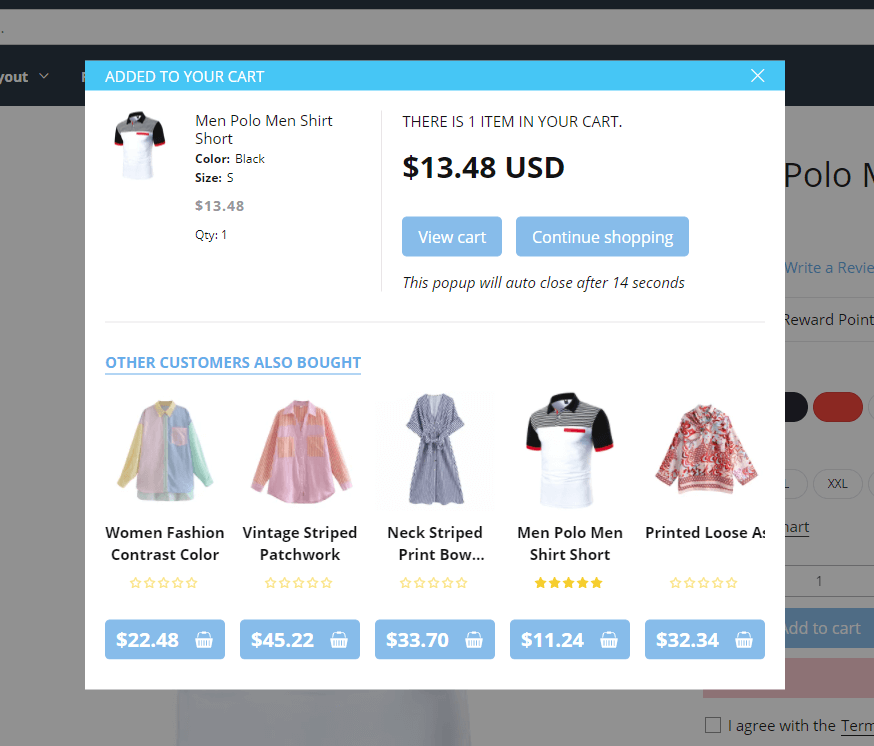 .
yout
ADDED TO YOUR CART
Men Polo Men Shirt
Short
Color: Black
Size: S
$13.48
Qty: 1
THERE IS 1 ITEM IN YOUR CART.
$13.48 USD
View cart
Continue shopping
This popup will auto close after 14 seconds
OTHER CUSTOMERS ALSO BOUGHT
Women Fashion
Contrast Color
Vintage Striped
Patchwork
Neck Striped
Print Bow...
Men Polo Men
Shirt Short
Printed Loose As
$22.48
$45.22
$33.70
$11.24
$32.34
Polo M
Write a Revie
Reward Point
L
XXL
hart
1
Add to cart
I agree with the Term